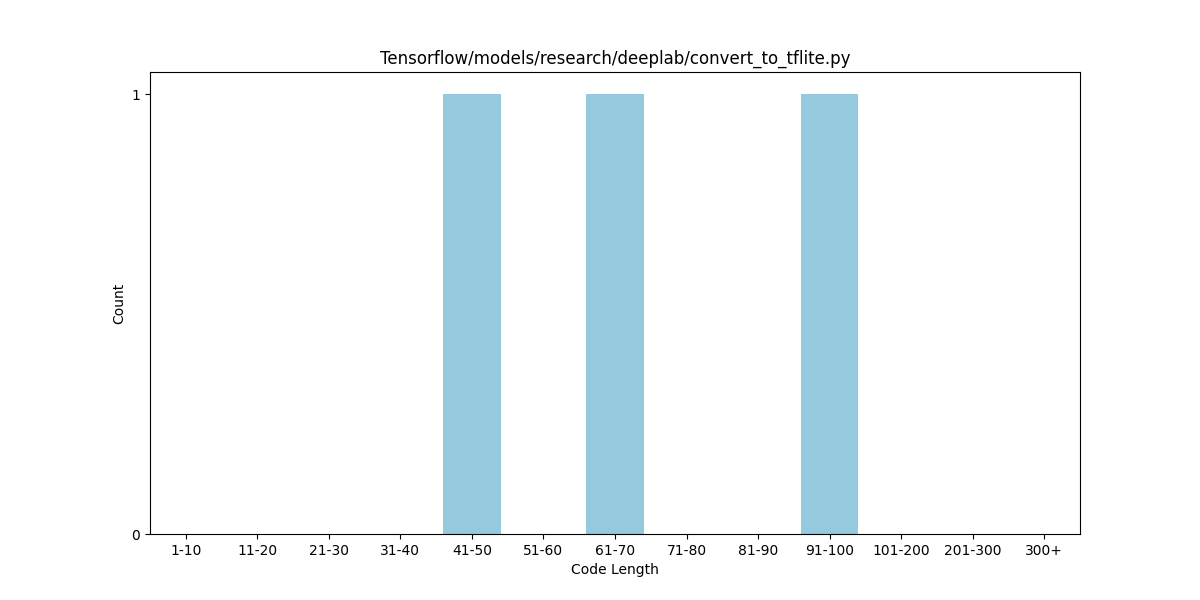 Tensorflow/models/research/deeplab/convert_to_tflite.py
1
Count
0
1-10 11-20 21-30 31-40 41-50 51-60 61-70 71-80 81-90 91-100 101-200 201-300 300+
Code Length